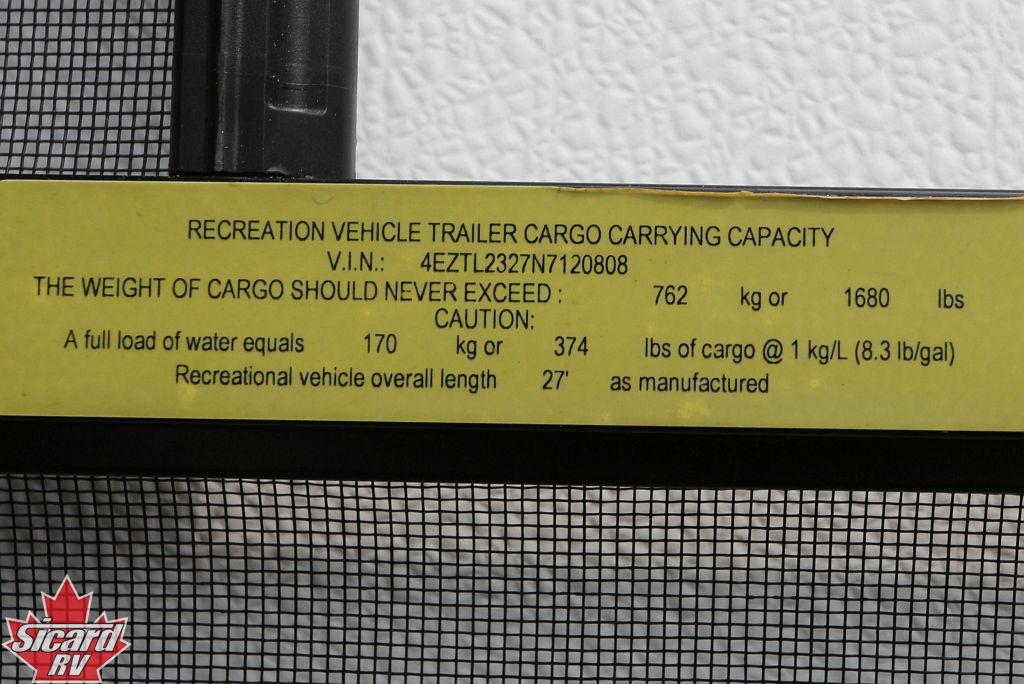 RECREATION VEHICLE TRAILER CARGO CARRYING CAPACITY
V.I.N.: 4EZTL2327N7120808
THE WEIGHT OF CARGO SHOULD NEVER EXCEED : 762 kg or 1680 lbs
CAUTION:
A full load of water equals 170 kg or 374 lbs of cargo @ 1 kg/L (8.3 lb/gal)
Recreational vehicle overall length 27' as manufactured
Sicard
RV